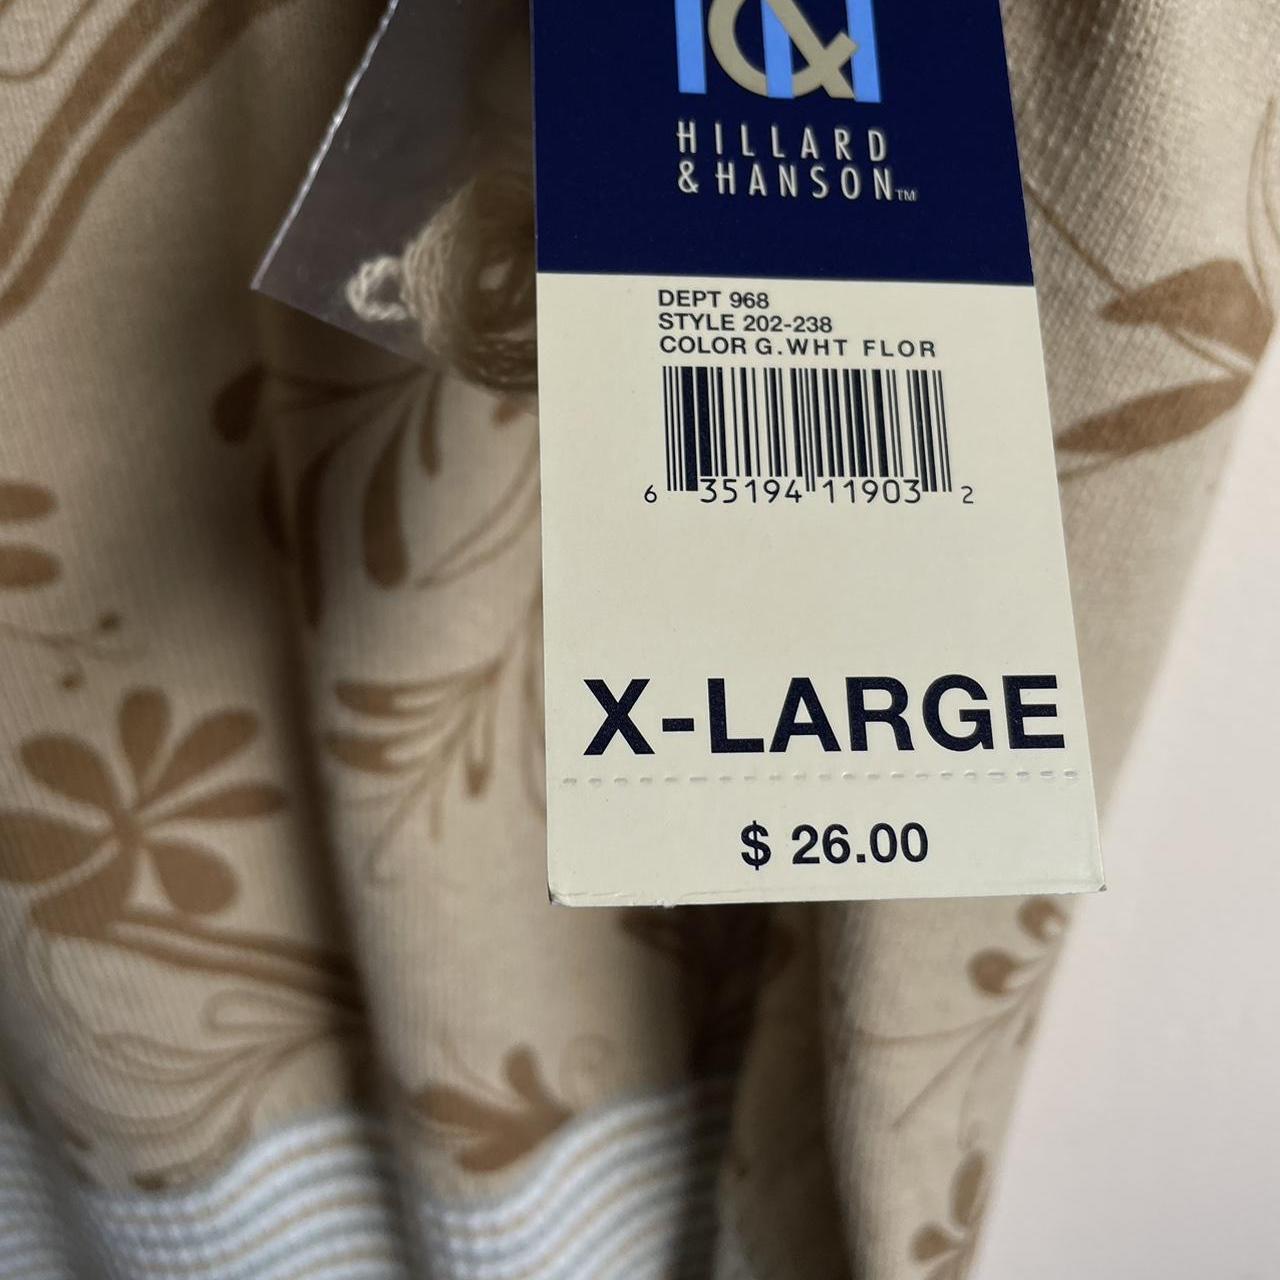 H&H
HILLARD
& HANSON™
DEPT 968
STYLE 202-238
COLOR G.WHT FLOR
6 35194 11903 2
X-LARGE
$ 26.00